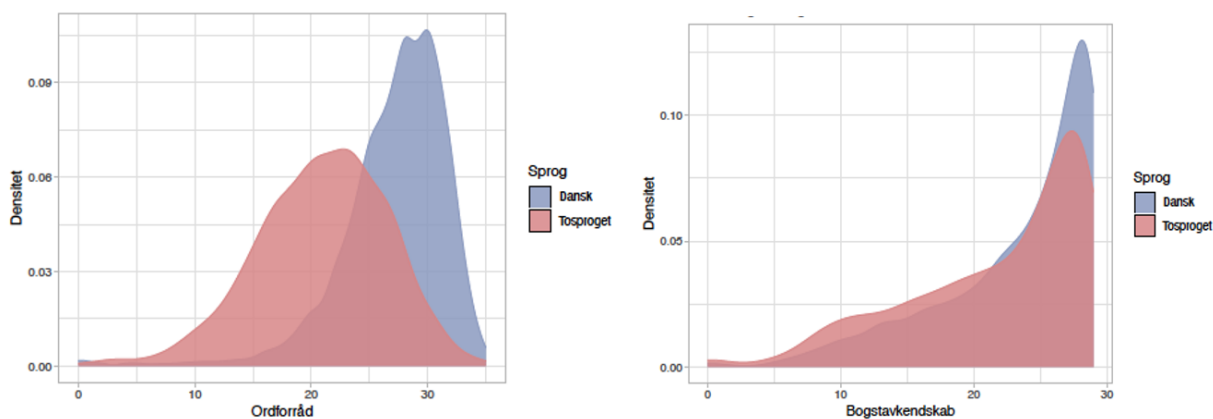 Densitet
0.09
0.06
0.03
0.00
0
10
20
30
Ordforråd
Sprog
Dansk
Tosproget
Densitet
0.10
0.05
0.00
0
10
20
30
Bogstavkendskab
Sprog
Dansk
Tosproget